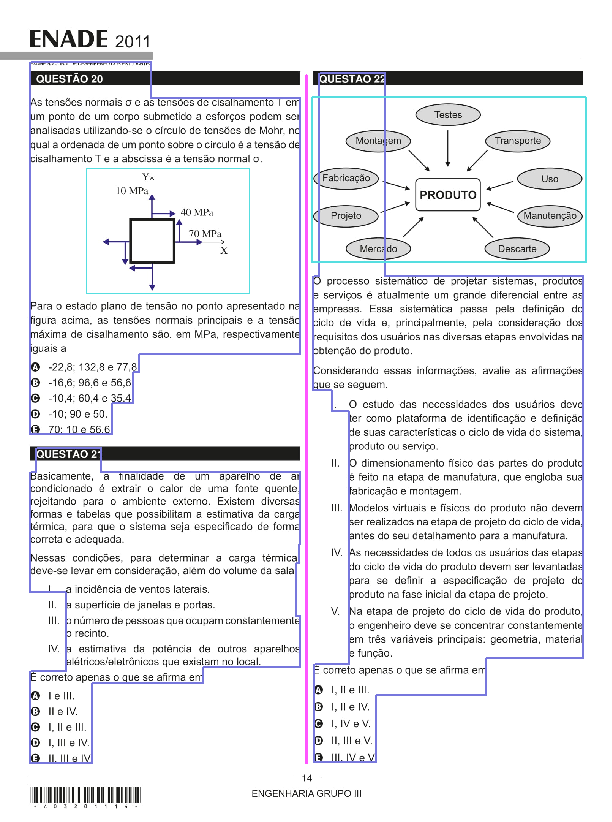 ENADE 2011
QUESTÃO 20
As tensões normais σ e as tensões de cisalhamento T em
um ponto de um corpo submetido a esforços podem ser
analisadas utilizando-se o círculo de tensões de Mohr, no
qual a ordenada de um ponto sobre o círculo é a tensão de
cisalhamento T e a abscissa é a tensão normal σ.
Y
10 MPa
40 MPa
70 MPa
X
Para o estado plano de tensão no ponto apresentado na
figura acima, as tensões normais principais e a tensão
máxima de cisalhamento são, em MPa, respectivamente
iguais a
A -22,8; 132,8 e 77,8.
B -16,6; 96,6 e 56,6.
C -10,4; 60,4 e 35,4.
D -10; 90 e 50.
E 70; 10 e 56,6.
QUESTÃO 21
Basicamente, a finalidade de um aparelho de ar
condicionado é extrair o calor de uma fonte quente,
rejeitando para o ambiente externo. Existem diversas
formas e tabelas que possibilitam a estimativa da carga
térmica, para que o sistema seja especificado de forma
correta e adequada.
Nessas condições, para determinar a carga térmica,
deve-se levar em consideração, além do volume da sala,
I. a incidência de ventos laterais.
II. a superfície de janelas e portas.
III. o número de pessoas que ocupam constantemente
o recinto.
IV. a estimativa da potência de outros aparelhos
elétricos/eletrônicos que existam no local.
É correto apenas o que se afirma em
A I e III.
B II e IV.
C I, II e III.
D I, III e IV.
E II, III e IV.
QUESTÃO 22
Testes
Montagem
Transporte
Fabricação
Uso
PRODUTO
Projeto
Manutenção
Mercado
Descarte
O processo sistemático de projetar sistemas, produtos
e serviços é atualmente um grande diferencial entre as
empresas. Essa sistemática passa pela definição do
ciclo de vida e, principalmente, pela consideração dos
requisitos dos usuários nas diversas etapas envolvidas na
obtenção do produto.
Considerando essas informações, avalie as afirmações
que se seguem.
I. O estudo das necessidades dos usuários deve
ter como plataforma de identificação e definição
de suas características o ciclo de vida do sistema,
produto ou serviço.
II. O dimensionamento físico das partes do produto
é feito na etapa de manufatura, que engloba sua
fabricação e montagem.
III. Modelos virtuais e físicos do produto não devem
ser realizados na etapa de projeto do ciclo de vida,
antes do seu detalhamento para a manufatura.
IV. As necessidades de todos os usuários das etapas
do ciclo de vida do produto devem ser levantadas
para se definir a especificação de projeto do
produto na fase inicial da etapa de projeto.
V. Na etapa de projeto do ciclo de vida do produto,
o engenheiro deve se concentrar constantemente
em três variáveis principais: geometria, material
e função.
É correto apenas o que se afirma em
A I, II e III.
B I, II e IV.
C I, IV e V.
D II, III e V.
E III, IV e V.
14
ENGENHARIA GRUPO III